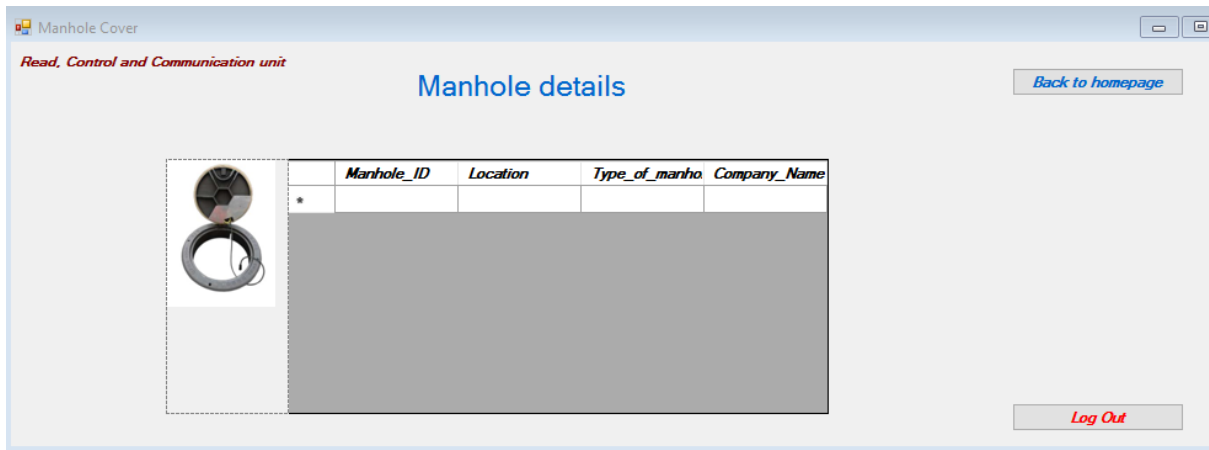 Manhole Cover
Read, Control and Communication unit
Manhole details
Back to homepage
Manhole_ID Location Type_of_manho Company_Name
*
Log Out